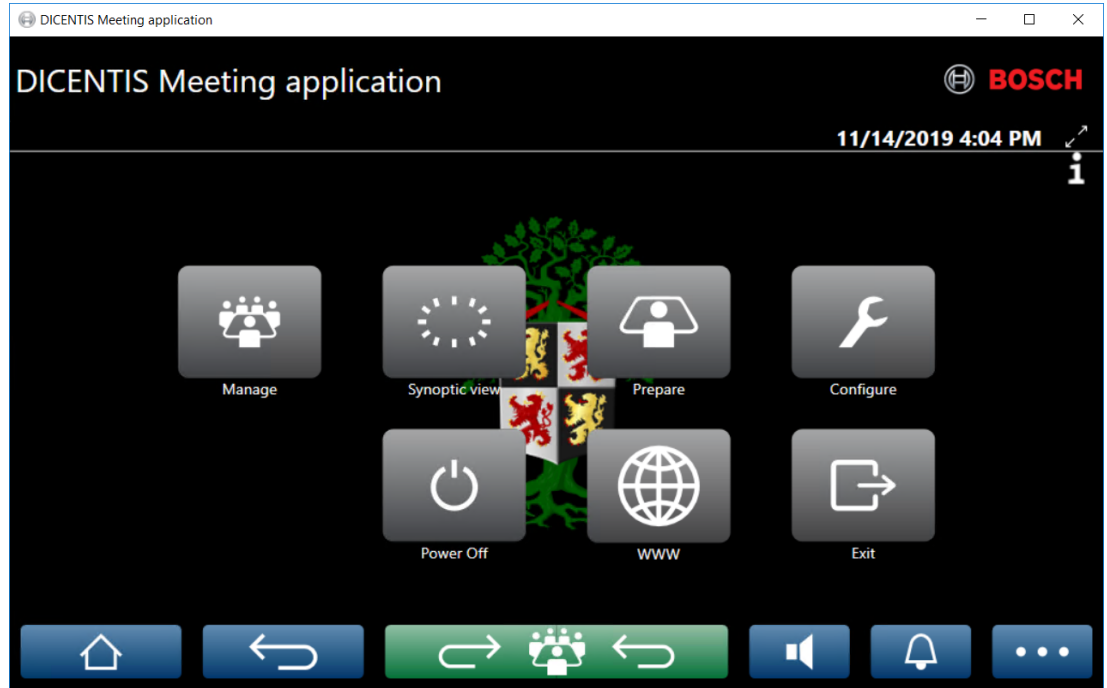 DICENTIS Meeting application
DICENTIS Meeting application
BOSCH
11/14/2019 4:04 PM
Manage
Synoptic view
Prepare
Configure
Power Off
WWW
Exit